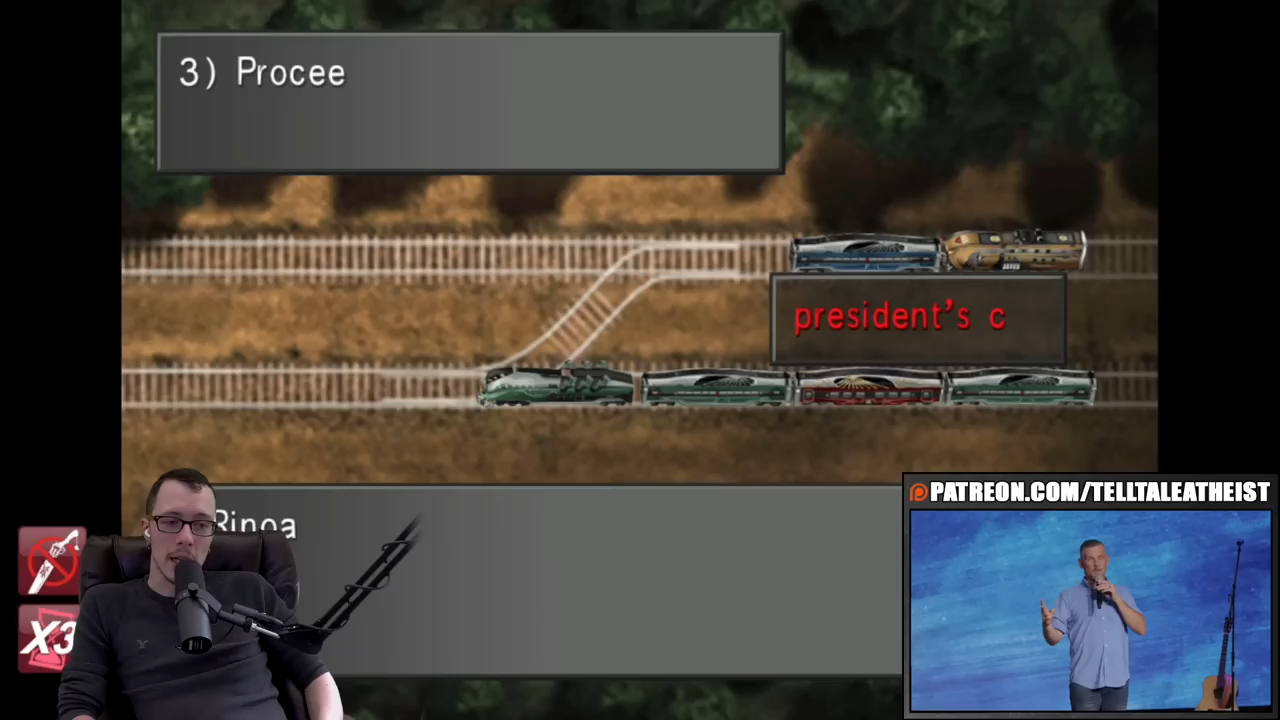 3) Procee
president's c
Rinoa
X3
PATREON.COM/TELLTALEATHEIST